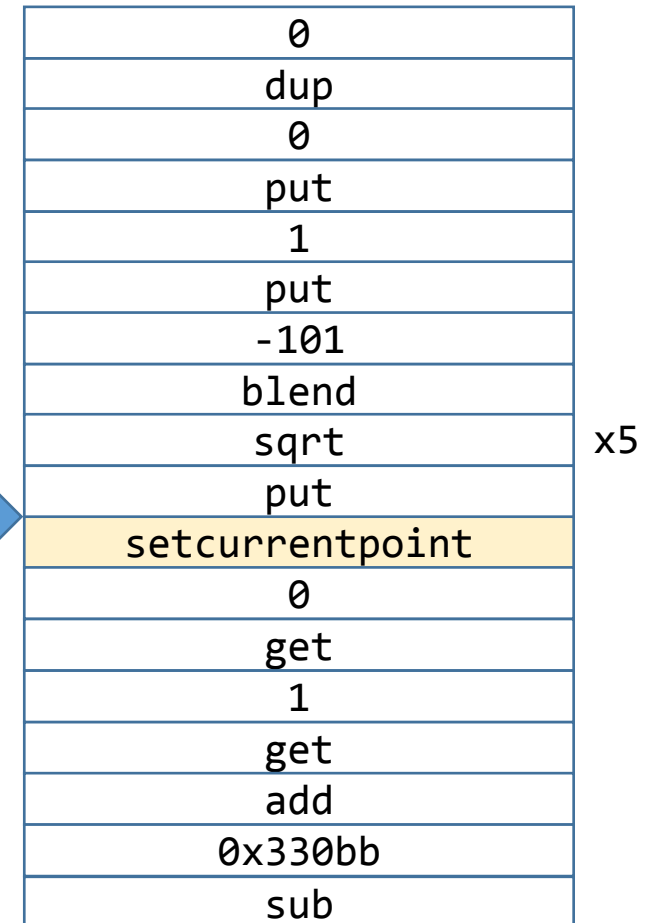 0
dup
0
put
1
put
-101
blend
sqrt x5
put
setcurrentpoint
0
get
1
get
add
0x330bb
sub